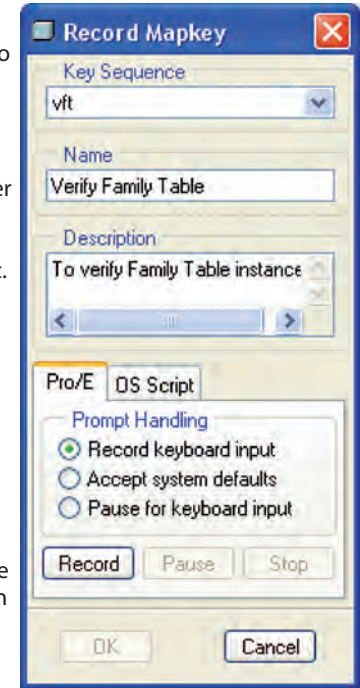 Record Mapkey
o
Key Sequence
vft
Name
er
Verify Family Table
Description
To verify Family Table instance
t.
Pro/E OS Script
Prompt Handling
Record keyboard input
Accept system defaults
Pause for keyboard input
Record Pause Stop
e
n
OK Cancel